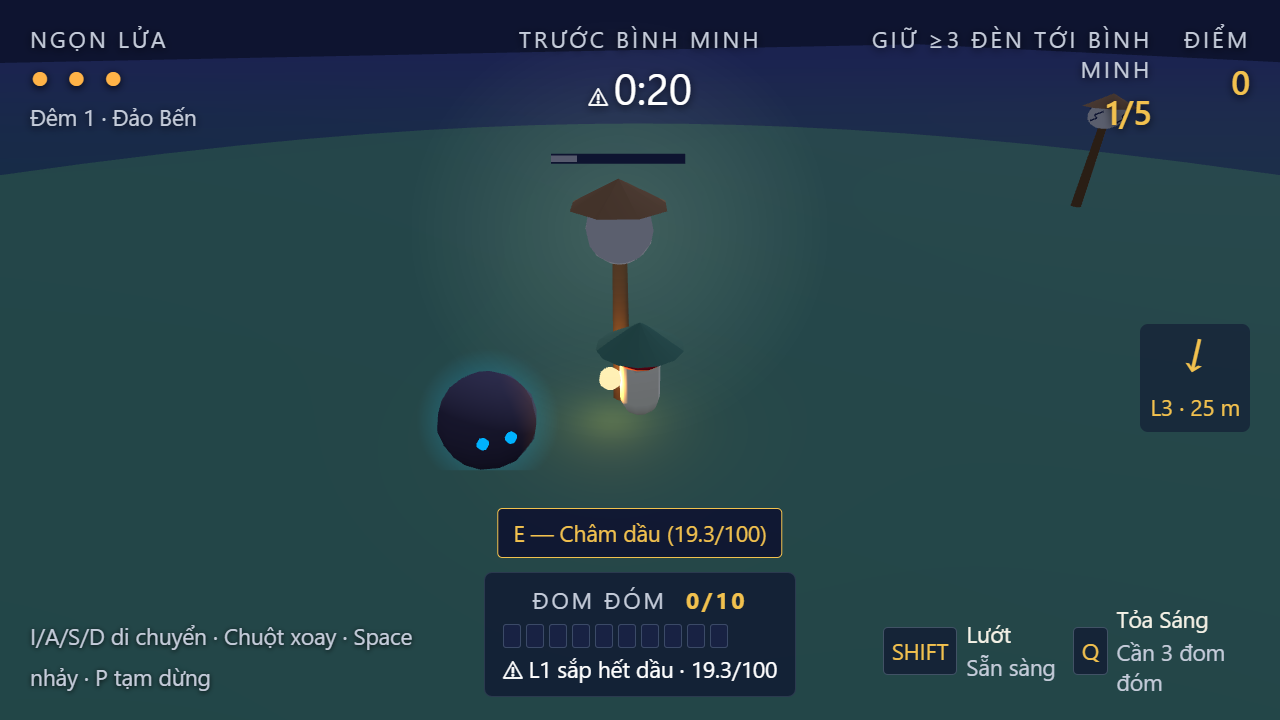 NGỌN LỬA
Đêm 1 · Đảo Bến
TRƯỚC BÌNH MINH
⚠ 0:20
GIỮ ≥3 ĐÈN TỚI BÌNH
MINH
1/5
ĐIỂM
0
L3 · 25 m
E — Châm dầu (19.3/100)
ĐOM ĐÓM 0/10
⚠ L1 sắp hết dầu · 19.3/100
I/A/S/D di chuyển · Chuột xoay · Space
nhảy · P tạm dừng
SHIFT
Lướt
Sẵn sàng
Q
Tỏa Sáng
Cần 3 đom
đóm